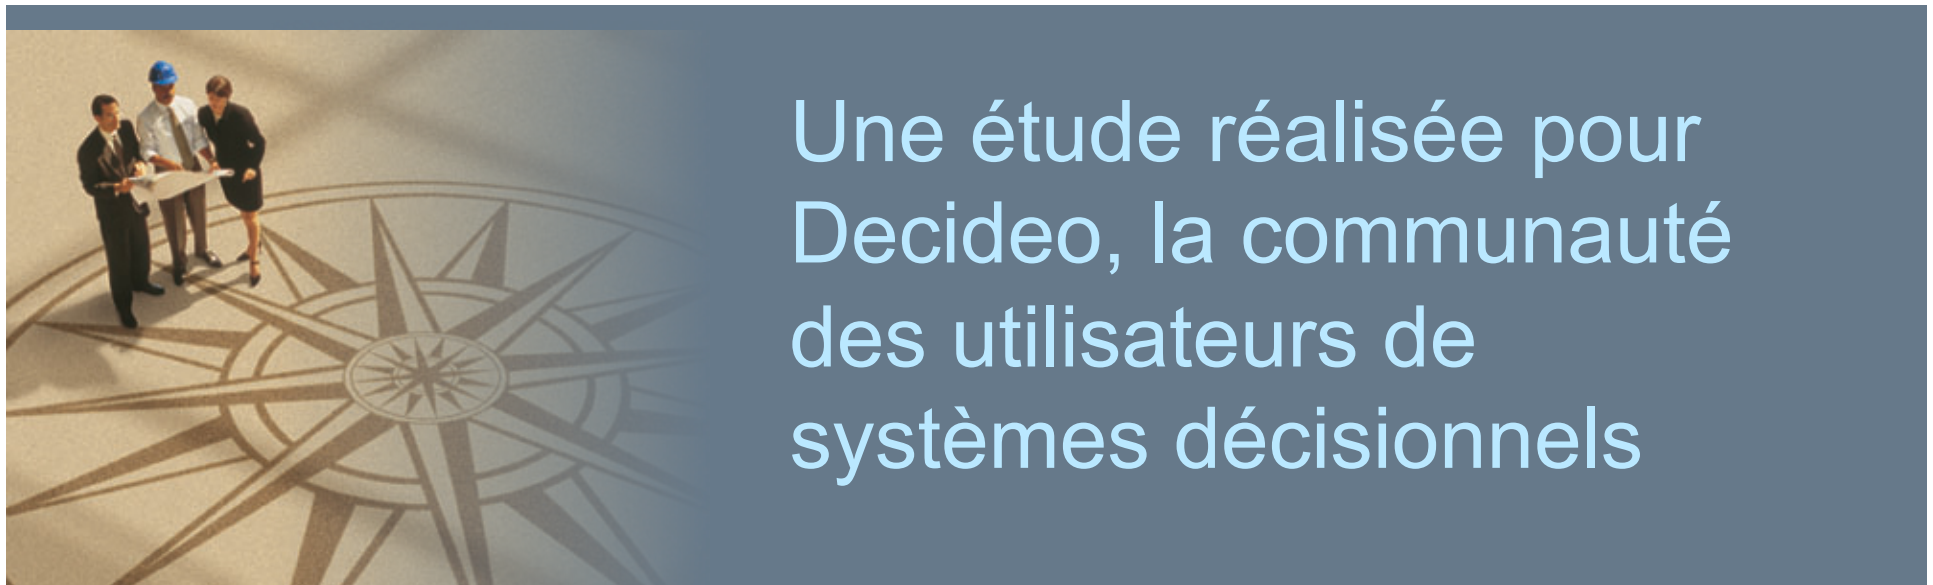 Une étude réalisée pour
Decideo, la communauté
des utilisateurs de
systèmes décisionnels